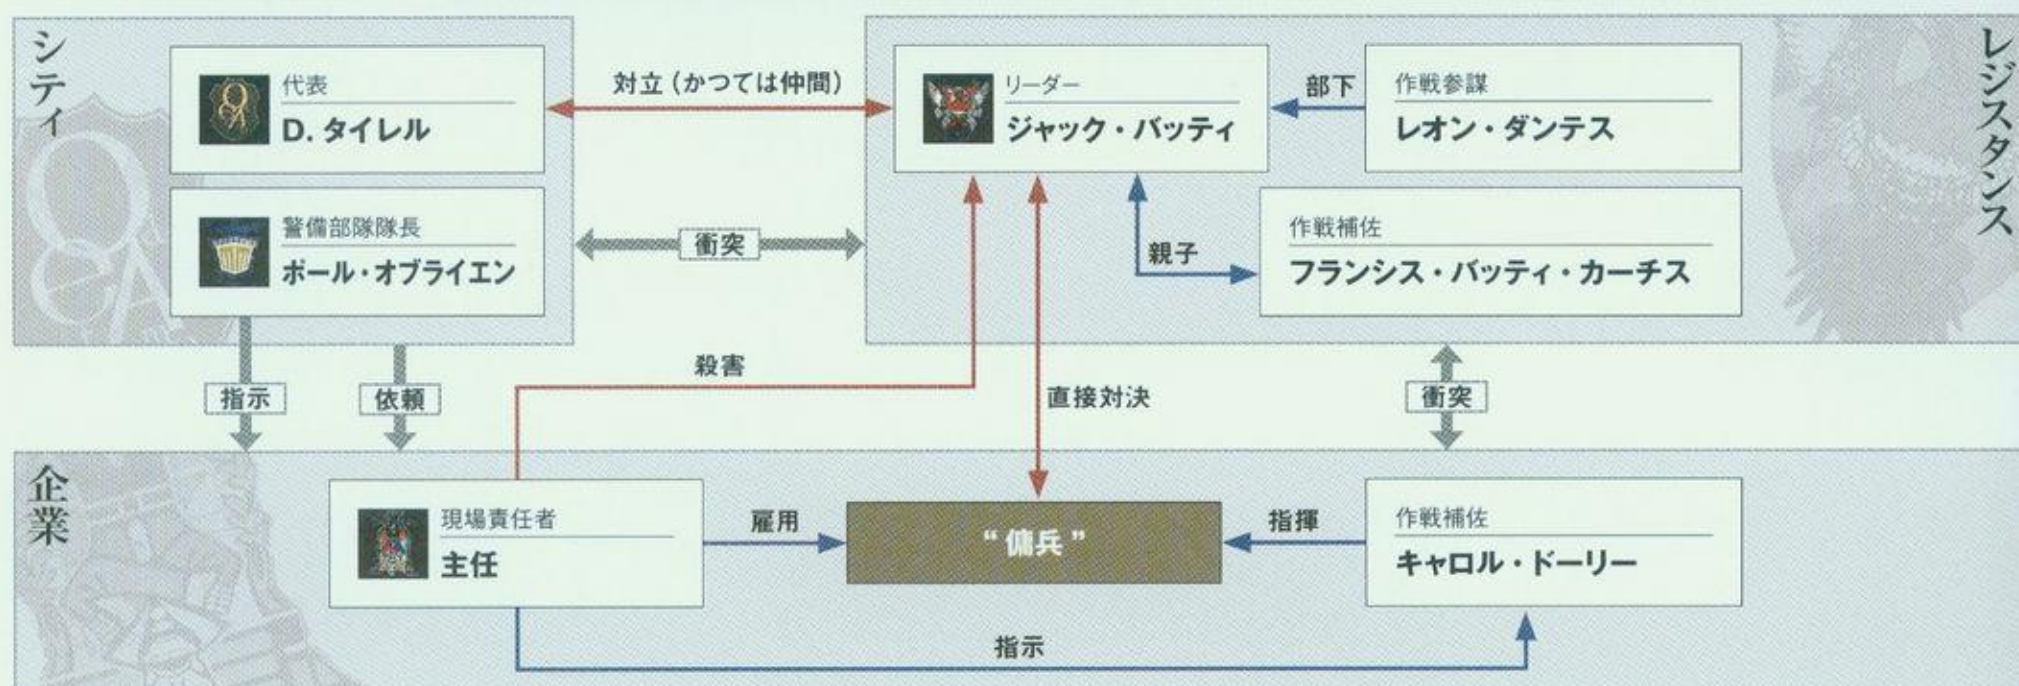 シティ
代表
D. タイレル
警備部隊隊長
ポール・オブライエン
対立（かつては仲間）
衝突
レジスタンス
リーダー
ジャック・バッティ
部下
作戦参謀
レオン・ダンテス
親子
作戦補佐
フランシス・バッティ・カーチス
指示
依頼
殺害
直接対決
衝突
企業
現場責任者
主任
雇用
“傭兵”
指揮
作戦補佐
キャロル・ドーリー
指示